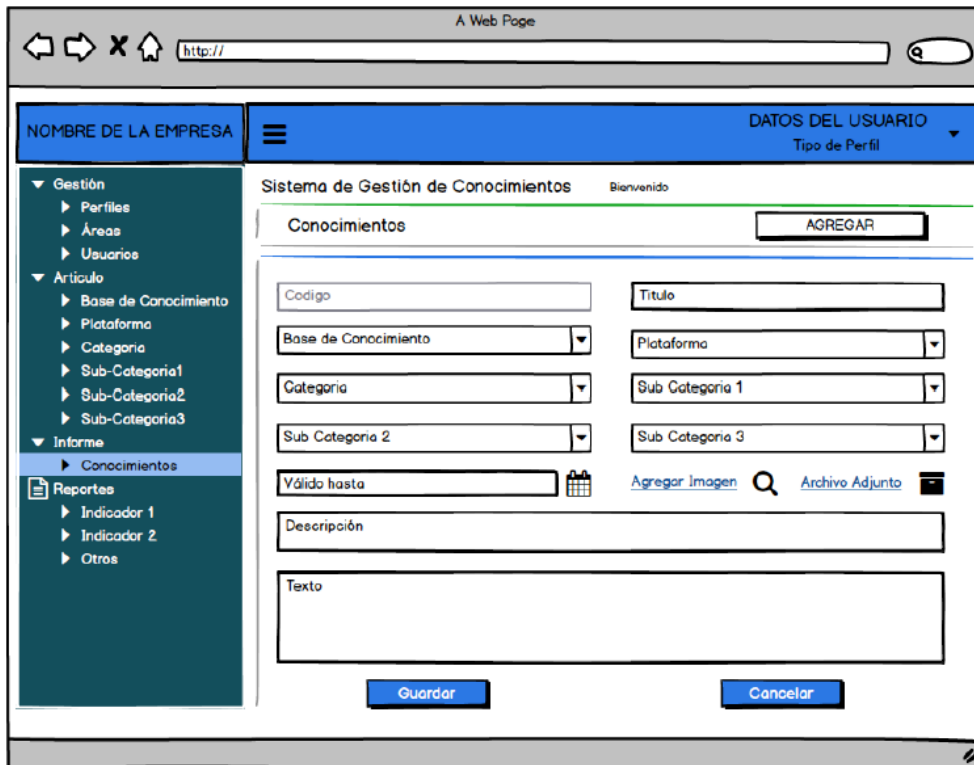 A Web Page
http://
NOMBRE DE LA EMPRESA
DATOS DEL USUARIO
Tipo de Perfil
Gestión
Perfiles
Áreas
Usuarios
Articulo
Base de Conocimiento
Plataforma
Categoria
Sub-Categoria1
Sub-Categoria2
Sub-Categoria3
Informe
Conocimientos
Reportes
Indicador 1
Indicador 2
Otros
Sistema de Gestión de Conocimientos Bienvenido
Conocimientos AGREGAR
Codigo Titulo
Base de Conocimiento Plataforma
Categoria Sub Categoria 1
Sub Categoria 2 Sub Categoria 3
Válido hasta Agregar Imagen Archivo Adjunto
Descripción
Texto
Guardar Cancelar